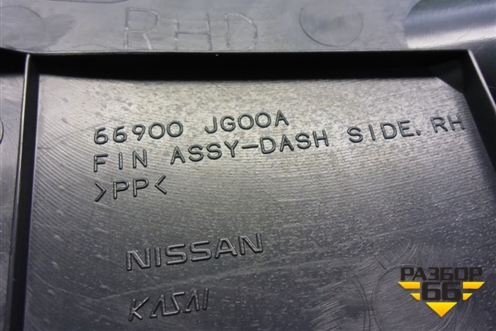 RHD
66900 JG00A
FIN ASSY-DASH SIDE, RH
>PP<
NISSAN
KASAI
РАЗБОР
66